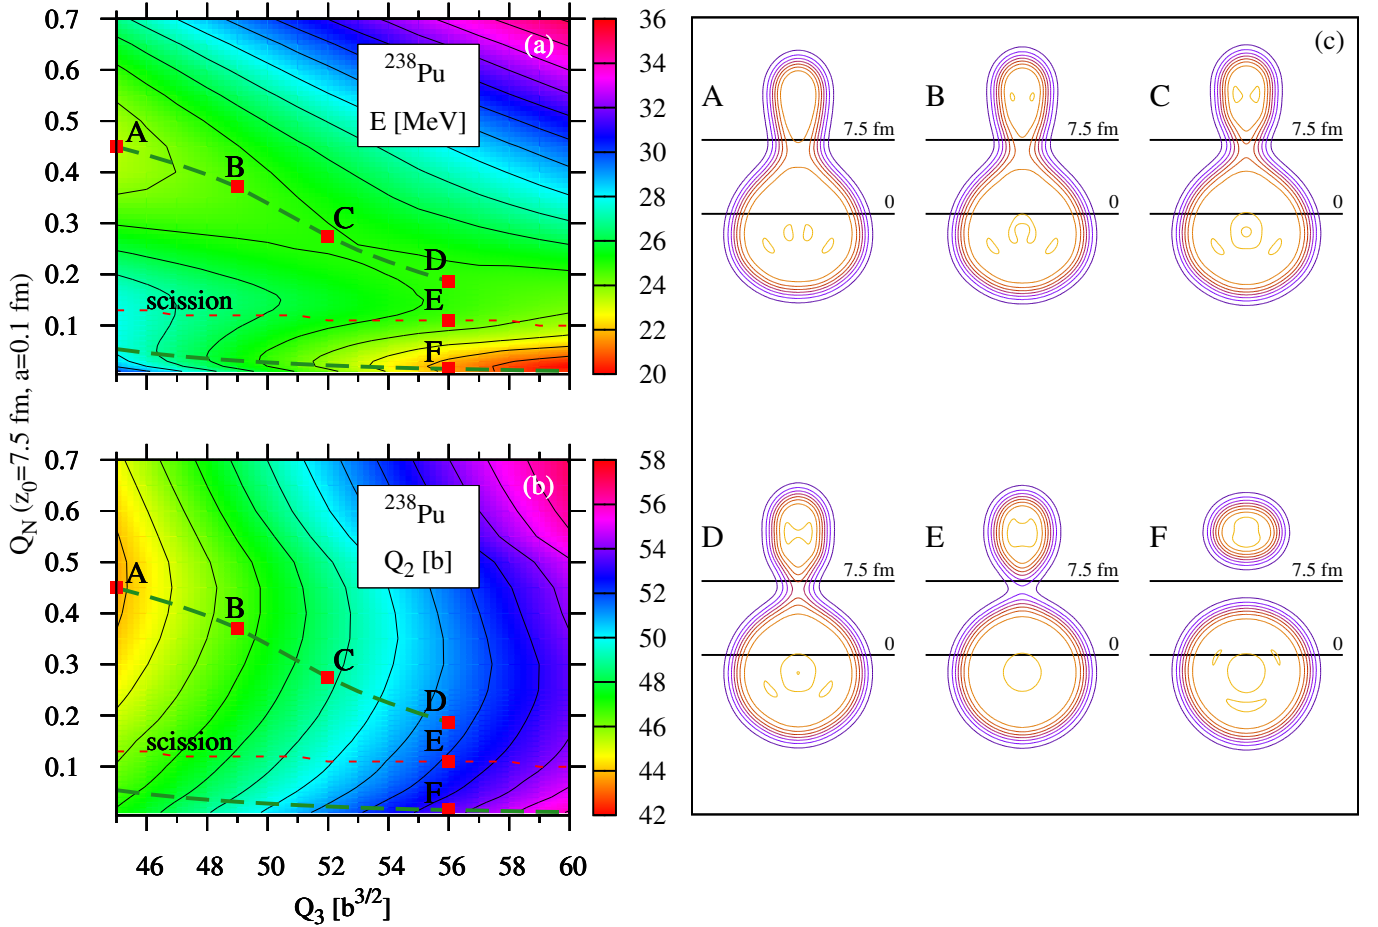 (a)
238Pu
E [MeV]
A
B
C
D
E
F
scission
0.7
0.6
0.5
0.4
0.3
0.2
0.1
36
34
32
30
28
26
24
22
20
QN (z0=7.5 fm, a=0.1 fm)
(b)
238Pu
Q2 [b]
A
B
C
D
E
F
scission
0.7
0.6
0.5
0.4
0.3
0.2
0.1
58
56
54
52
50
48
46
44
42
46 48 50 52 54 56 58 60
Q3 [b3/2]
(c)
A 7.5 fm 0
B 7.5 fm 0
C 7.5 fm 0
D 7.5 fm 0
E 7.5 fm 0
F 7.5 fm 0